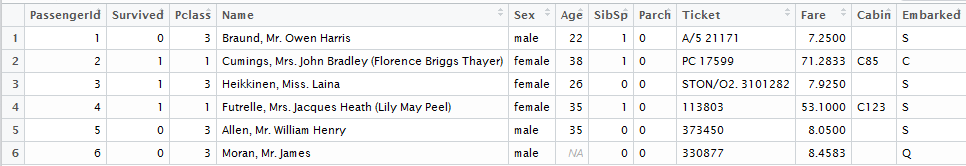 PassengerId Survived Pclass Name Sex Age SibSp Parch Ticket Fare Cabin Embarked
1 1 0 3 Braund, Mr. Owen Harris male 22 1 0 A/5 21171 7.2500 S
2 2 1 1 Cumings, Mrs. John Bradley (Florence Briggs Thayer) female 38 1 0 PC 17599 71.2833 C85 C
3 3 1 3 Heikkinen, Miss. Laina female 26 0 0 STON/O2. 3101282 7.9250 S
4 4 1 1 Futrelle, Mrs. Jacques Heath (Lily May Peel) female 35 1 0 113803 53.1000 C123 S
5 5 0 3 Allen, Mr. William Henry male 35 0 0 373450 8.0500 S
6 6 0 3 Moran, Mr. James male NA 0 0 330877 8.4583 Q